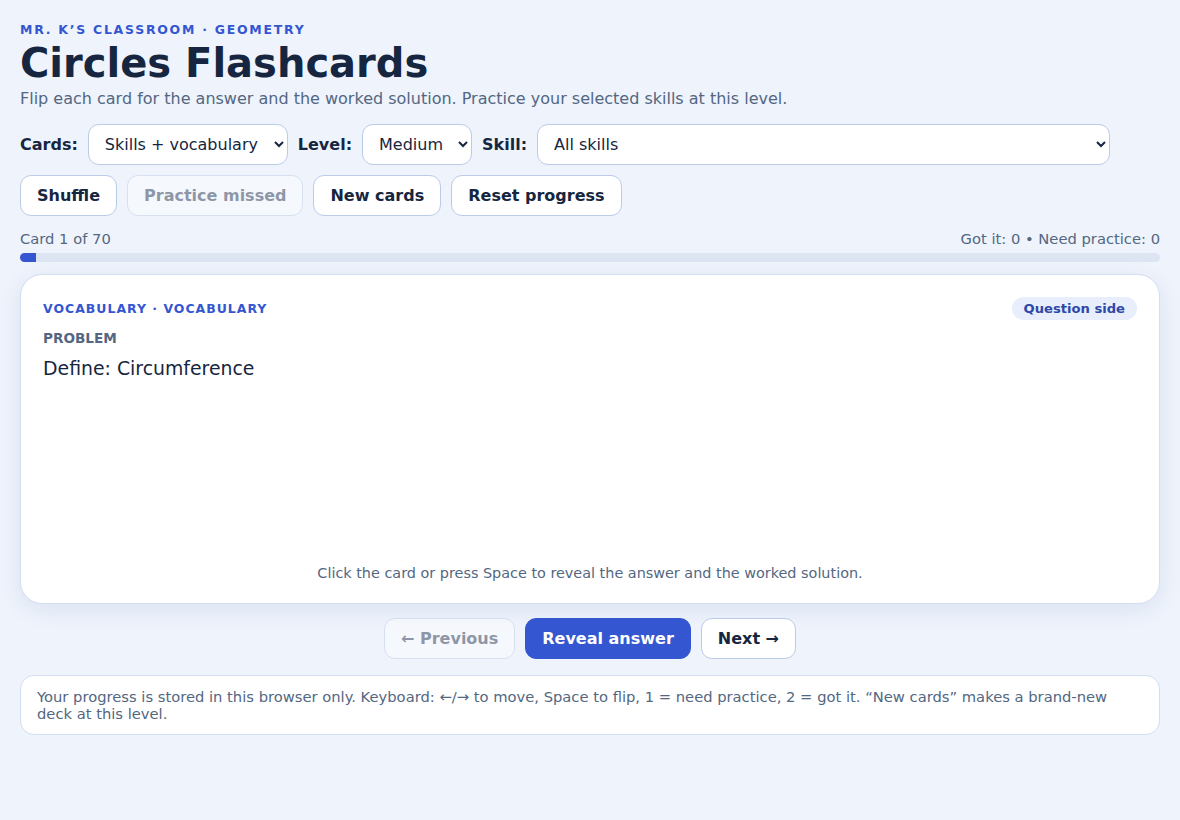 MR. K’S CLASSROOM · GEOMETRY
Circles Flashcards
Flip each card for the answer and the worked solution. Practice your selected skills at this level.
Cards: Skills + vocabulary Level: Medium Skill: All skills
Shuffle Practice missed New cards Reset progress
Card 1 of 70 Got it: 0 • Need practice: 0
VOCABULARY · VOCABULARY Question side
PROBLEM
Define: Circumference
Click the card or press Space to reveal the answer and the worked solution.
← Previous Reveal answer Next →
Your progress is stored in this browser only. Keyboard: ←/→ to move, Space to flip, 1 = need practice, 2 = got it. “New cards” makes a brand-new
deck at this level.